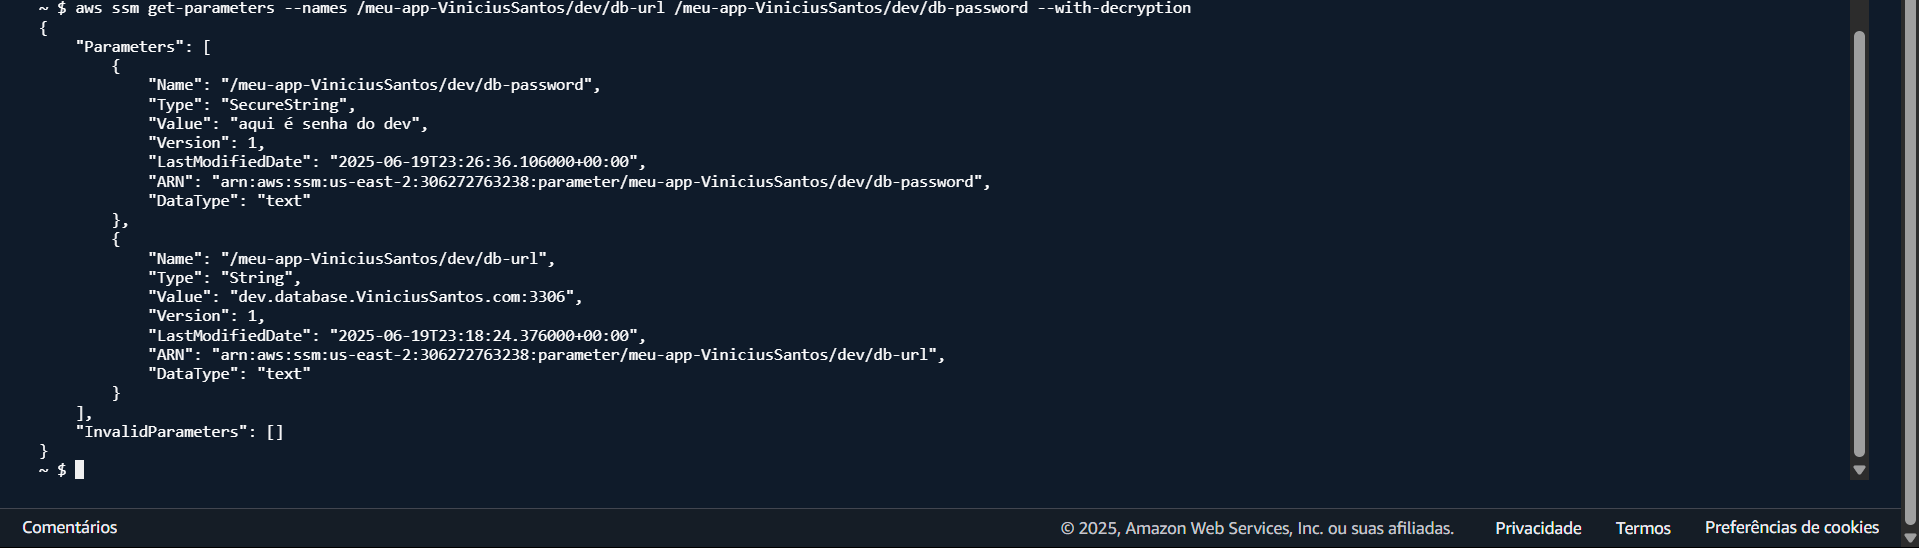 ~ $ aws ssm get-parameters --names /meu-app-ViniciusSantos/dev/db-url /meu-app-ViniciusSantos/dev/db-password --with-decryption
{
    "Parameters": [
        {
            "Name": "/meu-app-ViniciusSantos/dev/db-password",
            "Type": "SecureString",
            "Value": "aqui é senha do dev",
            "Version": 1,
            "LastModifiedDate": "2025-06-19T23:26:36.106000+00:00",
            "ARN": "arn:aws:ssm:us-east-2:306272763238:parameter/meu-app-ViniciusSantos/dev/db-password",
            "DataType": "text"
        },
        {
            "Name": "/meu-app-ViniciusSantos/dev/db-url",
            "Type": "String",
            "Value": "dev.database.ViniciusSantos.com:3306",
            "Version": 1,
            "LastModifiedDate": "2025-06-19T23:18:24.376000+00:00",
            "ARN": "arn:aws:ssm:us-east-2:306272763238:parameter/meu-app-ViniciusSantos/dev/db-url",
            "DataType": "text"
        }
    ],
    "InvalidParameters": []
}
~ $
Comentários © 2025, Amazon Web Services, Inc. ou suas afiliadas. Privacidade Termos Preferências de cookies